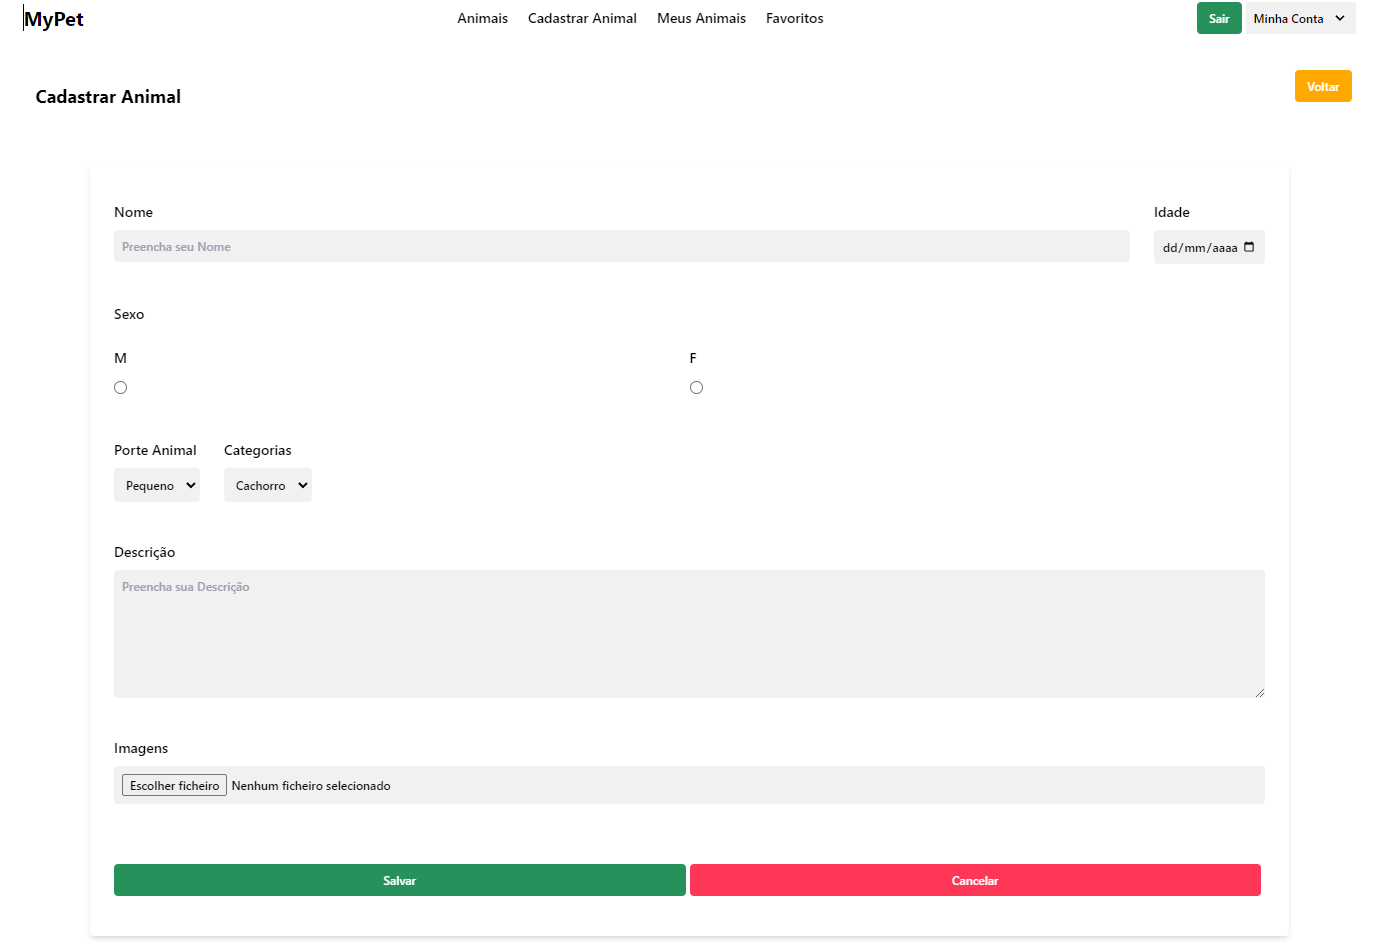 MyPet
Animais
Cadastrar Animal
Meus Animais
Favoritos
Sair
Minha Conta
Cadastrar Animal
Voltar
Nome
Idade
Preencha seu Nome
dd/mm/aaaa
Sexo
M
F
Porte Animal
Categorias
Pequeno
Cachorro
Descrição
Preencha sua Descrição
Imagens
Escolher ficheiro Nenhum ficheiro selecionado
Salvar
Cancelar